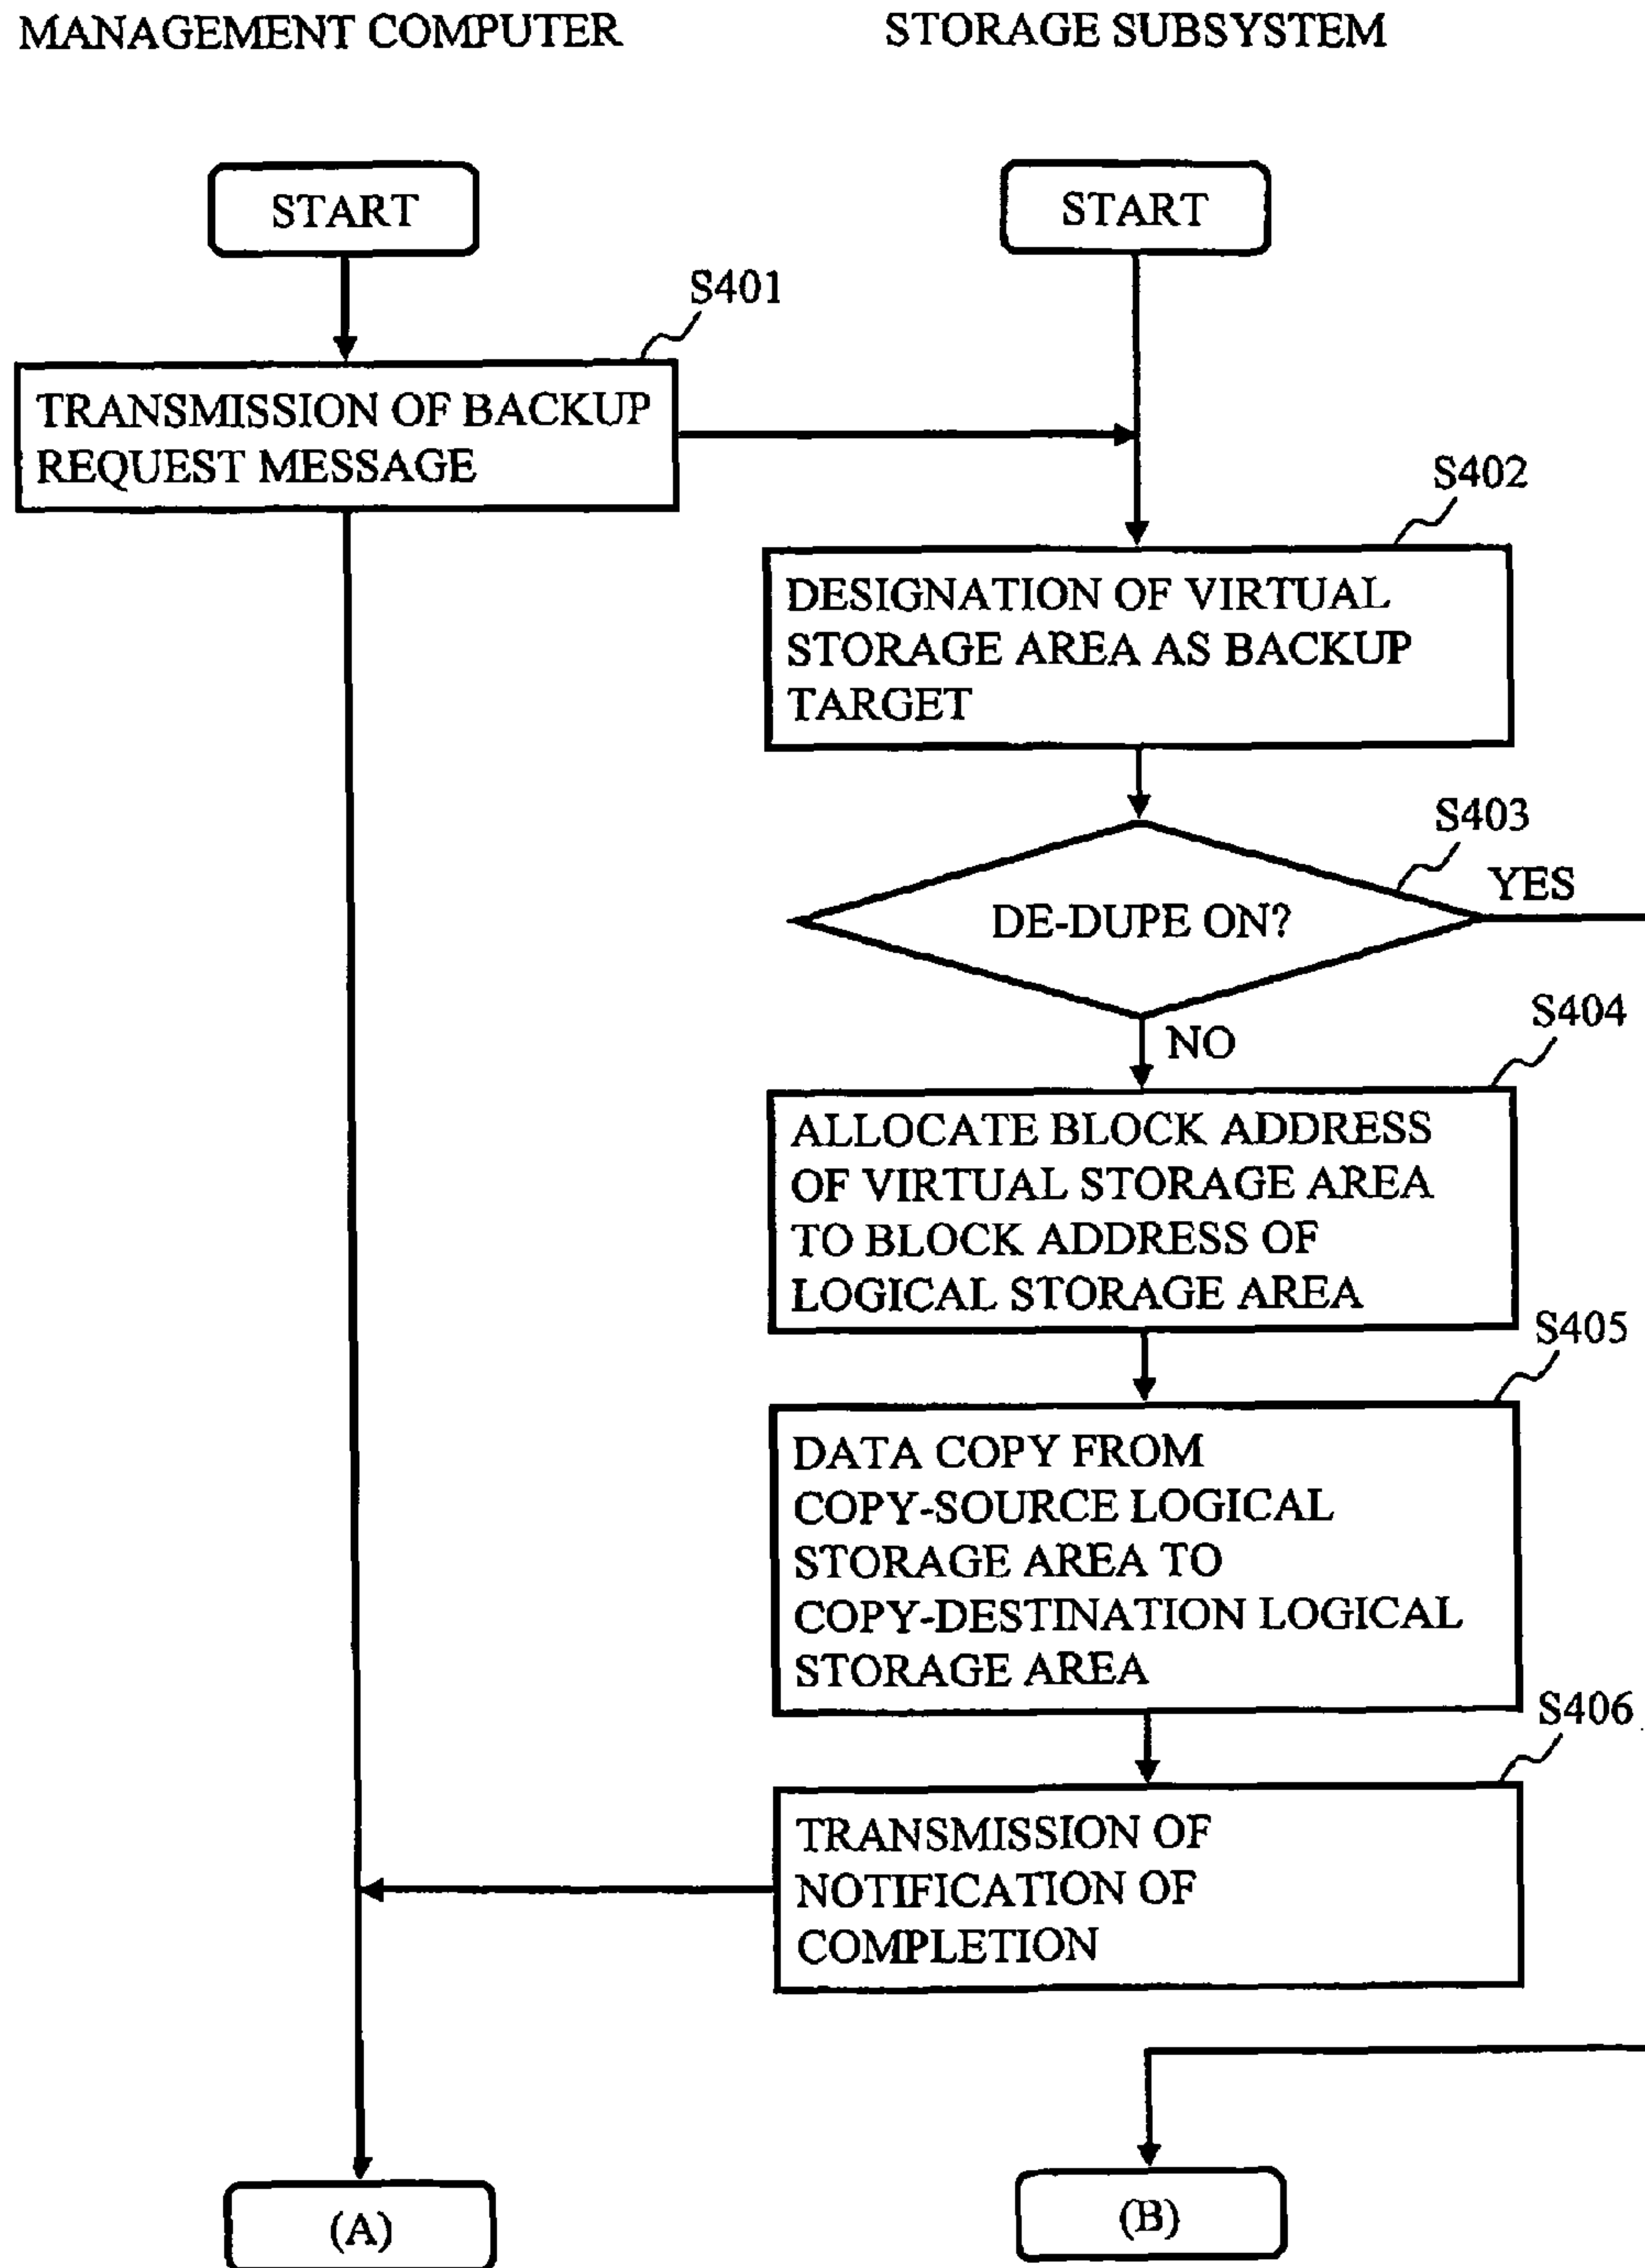 MANAGEMENT COMPUTER
STORAGE SUBSYSTEM
START
START
S401
TRANSMISSION OF BACKUP
REQUEST MESSAGE
S402
DESIGNATION OF VIRTUAL
STORAGE AREA AS BACKUP
TARGET
S403
YES
DE-DUPE ON?
NO
S404
ALLOCATE BLOCK ADDRESS
OF VIRTUAL STORAGE AREA
TO BLOCK ADDRESS OF
LOGICAL STORAGE AREA
S405
DATA COPY FROM
COPY-SOURCE LOGICAL
STORAGE AREA TO
COPY-DESTINATION LOGICAL
STORAGE AREA
S406
TRANSMISSION OF
NOTIFICATION OF
COMPLETION
(A)
(B)